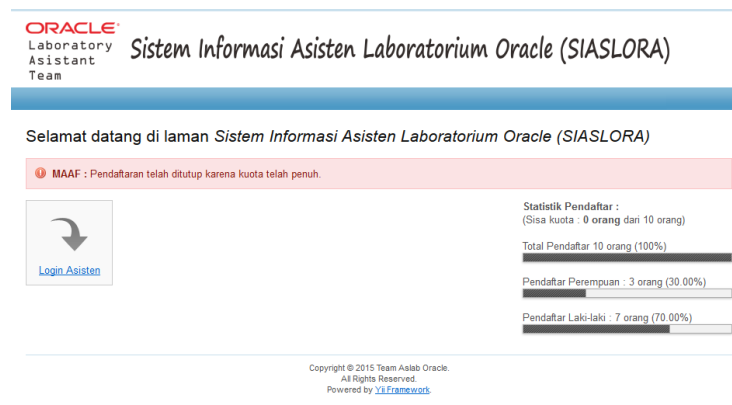 ORACLE
Laboratory
Asistant
Team
Sistem Informasi Asisten Laboratorium Oracle (SIASLORA)
Selamat datang di laman Sistem Informasi Asisten Laboratorium Oracle (SIASLORA)
MAAF : Pendaftaran telah ditutup karena kuota telah penuh.
Login Asisten
Statistik Pendaftar :
(Sisa kuota : 0 orang dari 10 orang)
Total Pendaftar 10 orang (100%)
Pendaftar Perempuan : 3 orang (30.00%)
Pendaftar Laki-laki : 7 orang (70.00%)
Copyright © 2015 Team Aslab Oracle.
All Rights Reserved.
Powered by Yii Framework.